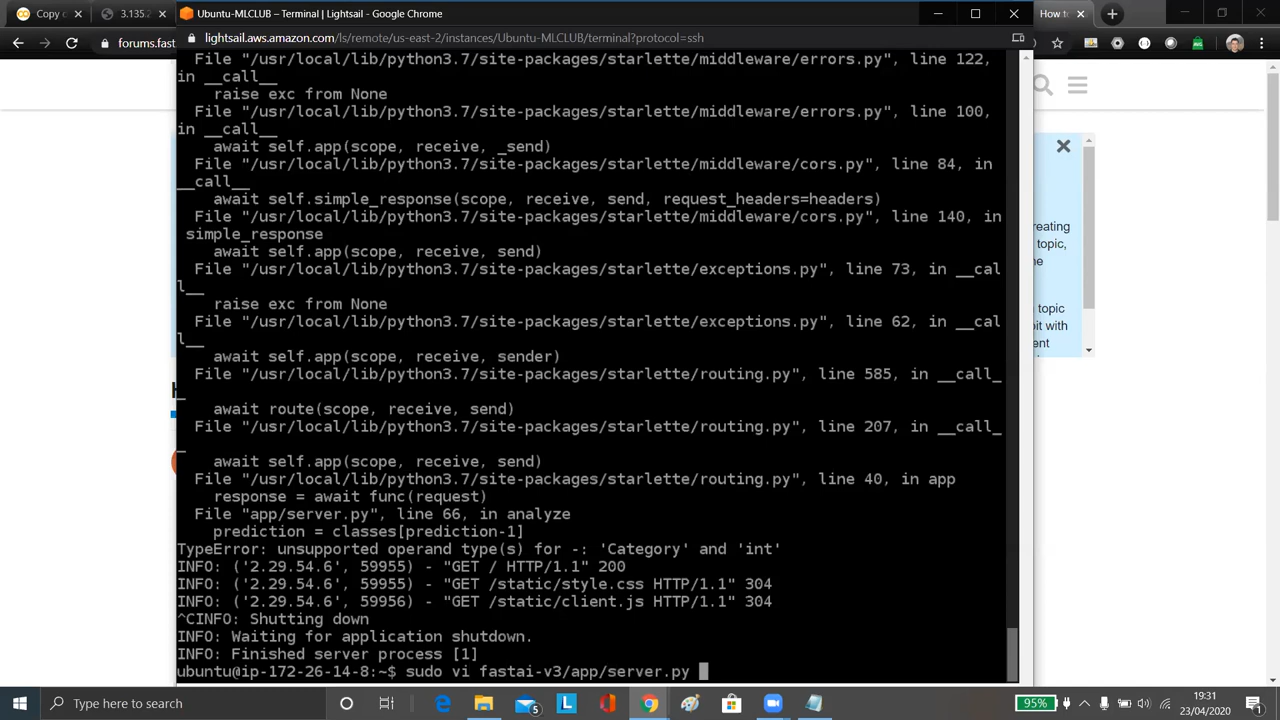 Ubuntu-MLCLUB – Terminal | Lightsail - Google Chrome
Copy
3.135.2
How to
lightsail.aws.amazon.com/ls/remote/us-east-2/instances/Ubuntu-MLCLUB/terminal?protocol=ssh
forums.fast
File "/usr/local/lib/python3.7/site-packages/starlette/middleware/errors.py", line 122,
in __call__
raise exc from None
File "/usr/local/lib/python3.7/site-packages/starlette/middleware/errors.py", line 100,
in __call__
await self.app(scope, receive, _send)
File "/usr/local/lib/python3.7/site-packages/starlette/middleware/cors.py", line 84, in
__call__
await self.simple_response(scope, receive, send, request_headers=headers)
File "/usr/local/lib/python3.7/site-packages/starlette/middleware/cors.py", line 140, in
simple_response
await self.app(scope, receive, send)
File "/usr/local/lib/python3.7/site-packages/starlette/exceptions.py", line 73, in __cal
l__
raise exc from None
File "/usr/local/lib/python3.7/site-packages/starlette/exceptions.py", line 62, in __cal
l__
await self.app(scope, receive, sender)
File "/usr/local/lib/python3.7/site-packages/starlette/routing.py", line 585, in __call_
_
await route(scope, receive, send)
File "/usr/local/lib/python3.7/site-packages/starlette/routing.py", line 207, in __call_
_
await self.app(scope, receive, send)
File "/usr/local/lib/python3.7/site-packages/starlette/routing.py", line 40, in app
response = await func(request)
File "app/server.py", line 66, in analyze
prediction = classes[prediction-1]
TypeError: unsupported operand type(s) for -: 'Category' and 'int'
INFO: ('2.29.54.6', 59955) - "GET / HTTP/1.1" 200
INFO: ('2.29.54.6', 59955) - "GET /static/style.css HTTP/1.1" 304
INFO: ('2.29.54.6', 59956) - "GET /static/client.js HTTP/1.1" 304
^CINFO: Shutting down
INFO: Waiting for application shutdown.
INFO: Finished server process [1]
ubuntu@ip-172-26-14-8:~$ sudo vi fastai-v3/app/server.py
reating
topic,
ne
topic
bit with
ent
Type here to search
5
L
95%
19:31
23/04/2020